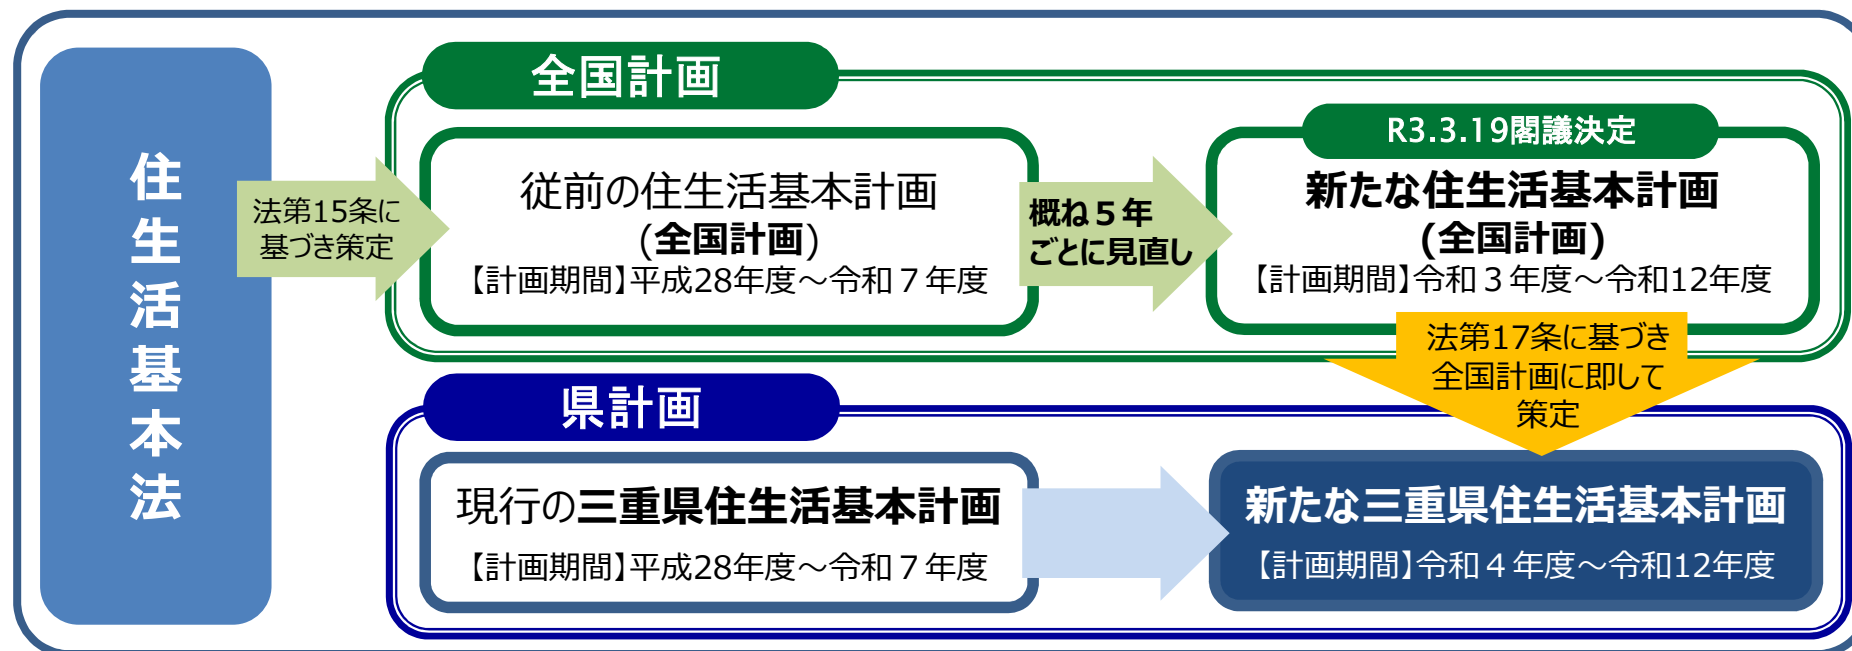 住生活基本法
全国計画
法第15条に
基づき策定
従前の住生活基本計画
(全国計画)
【計画期間】平成28年度～令和７年度
概ね５年
ごとに見直し
R3.3.19閣議決定
新たな住生活基本計画
(全国計画)
【計画期間】令和３年度～令和12年度
法第17条に基づき
全国計画に即して
策定
県計画
現行の三重県住生活基本計画
【計画期間】平成28年度～令和７年度
新たな三重県住生活基本計画
【計画期間】令和４年度～令和12年度